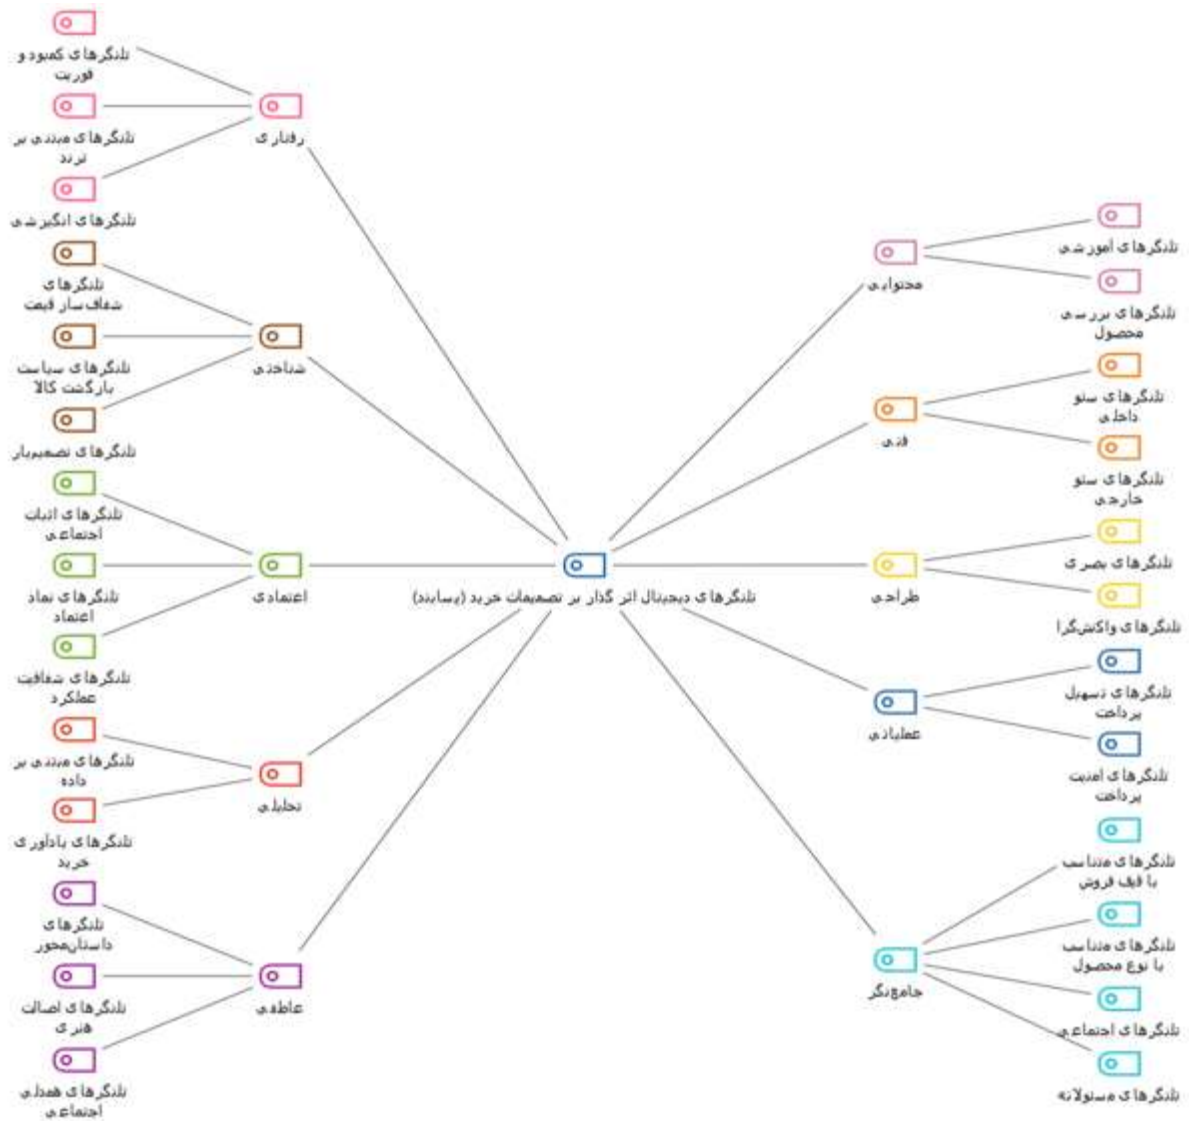 تلنگرهای کمبود و
فوریت
تلنگرهای مبتنی بر
ترند
تلنگرهای انگیزشی
رفتاری
تلنگرهای
شفاف‌ساز قیمت
تلنگرهای سیاست
بازگشت کالا
تلنگرهای تصمیم‌یار
شناختی
تلنگرهای اثبات
اجتماعی
تلنگرهای نماد
اعتماد
تلنگرهای شفافیت
عملکرد
اعتمادی
تلنگرهای مبتنی بر
داده
تلنگرهای یادآوری
خرید
تحلیلی
تلنگرهای
داستان‌محور
تلنگرهای اصالت
هنری
تلنگرهای همدلی
اجتماعی
عاطفی
تلنگرهای دیجیتال اثر گذار بر تصمیمات خرید (پسایند)
محتوایی
تلنگرهای آموزشی
تلنگرهای بررسی
محصول
فنی
تلنگرهای سئو
داخلی
تلنگرهای سئو
خارجی
طراحی
تلنگرهای بصری
تلنگرهای واکنش‌گرا
عملیاتی
تلنگرهای تسهیل
پرداخت
تلنگرهای امنیت
پرداخت
جامع‌نگر
تلنگرهای متناسب
با قیف فروش
تلنگرهای متناسب
با نوع محصول
تلنگرهای اجتماعی
تلنگرهای مسئولانه